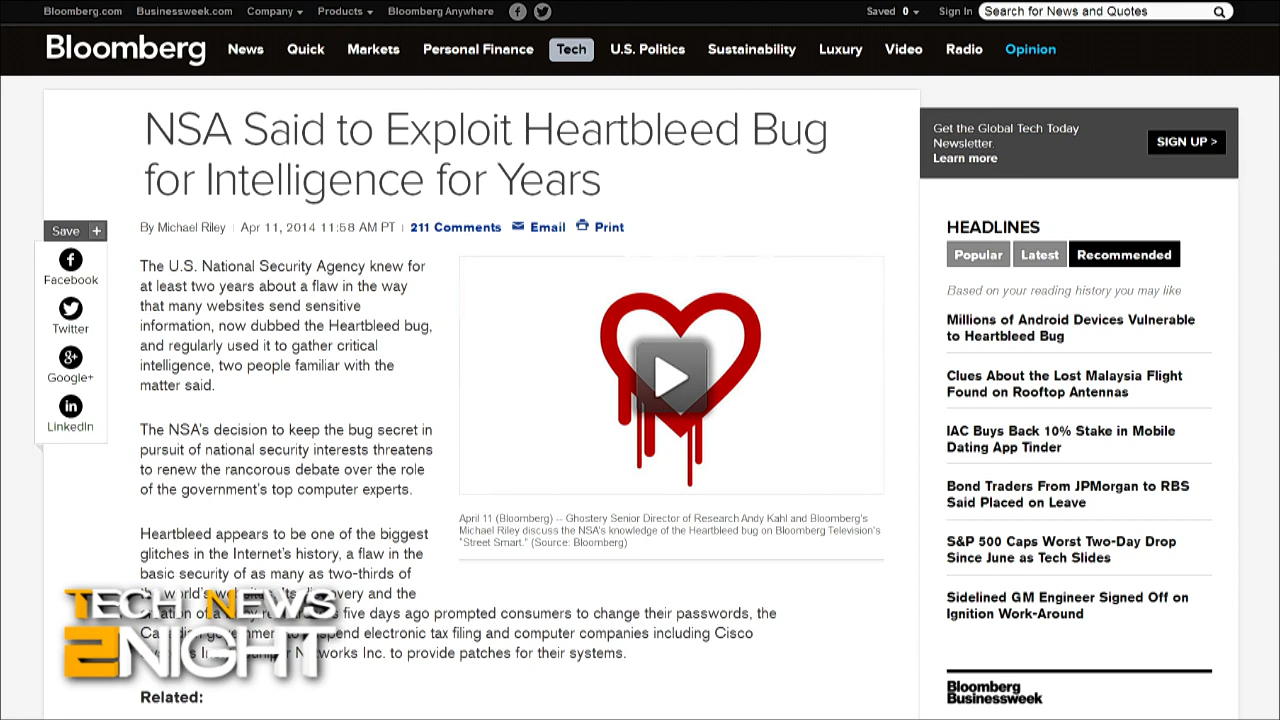 Bloomberg.com Businessweek.com Company Products Bloomberg Anywhere Saved 0 Sign In Search for News and Quotes
Bloomberg News Quick Markets Personal Finance Tech U.S. Politics Sustainability Luxury Video Radio Opinion
NSA Said to Exploit Heartbleed Bug
for Intelligence for Years
By Michael Riley Apr 11, 2014 11:58 AM PT 211 Comments Email Print
Save +
Facebook
Twitter
Google+
LinkedIn
The U.S. National Security Agency knew for
at least two years about a flaw in the way
that many websites send sensitive
information, now dubbed the Heartbleed bug,
and regularly used it to gather critical
intelligence, two people familiar with the
matter said.
The NSA's decision to keep the bug secret in
pursuit of national security interests threatens
to renew the rancorous debate over the role
of the government's top computer experts.
Heartbleed appears to be one of the biggest
glitches in the Internet's history, a flaw in the
basic security of as many as two-thirds of
the world's and the
five days ago prompted consumers to change their passwords, the
electronic tax filing and computer companies including Cisco
Networks Inc. to provide patches for their systems.
Related:
April 11 (Bloomberg) -- Ghostery Senior Director of Research Andy Kahl and Bloomberg's
Michael Riley discuss the NSA's knowledge of the Heartbleed bug on Bloomberg Television's
"Street Smart." (Source: Bloomberg)
Get the Global Tech Today
Newsletter.
Learn more
SIGN UP >
HEADLINES
Popular Latest Recommended
Based on your reading history you may like
Millions of Android Devices Vulnerable
to Heartbleed Bug
Clues About the Lost Malaysia Flight
Found on Rooftop Antennas
IAC Buys Back 10% Stake in Mobile
Dating App Tinder
Bond Traders From JPMorgan to RBS
Said Placed on Leave
S&P 500 Caps Worst Two-Day Drop
Since June as Tech Slides
Sidelined GM Engineer Signed Off on
Ignition Work-Around
Bloomberg
Businessweek
TECH NEWS
2NIGHT